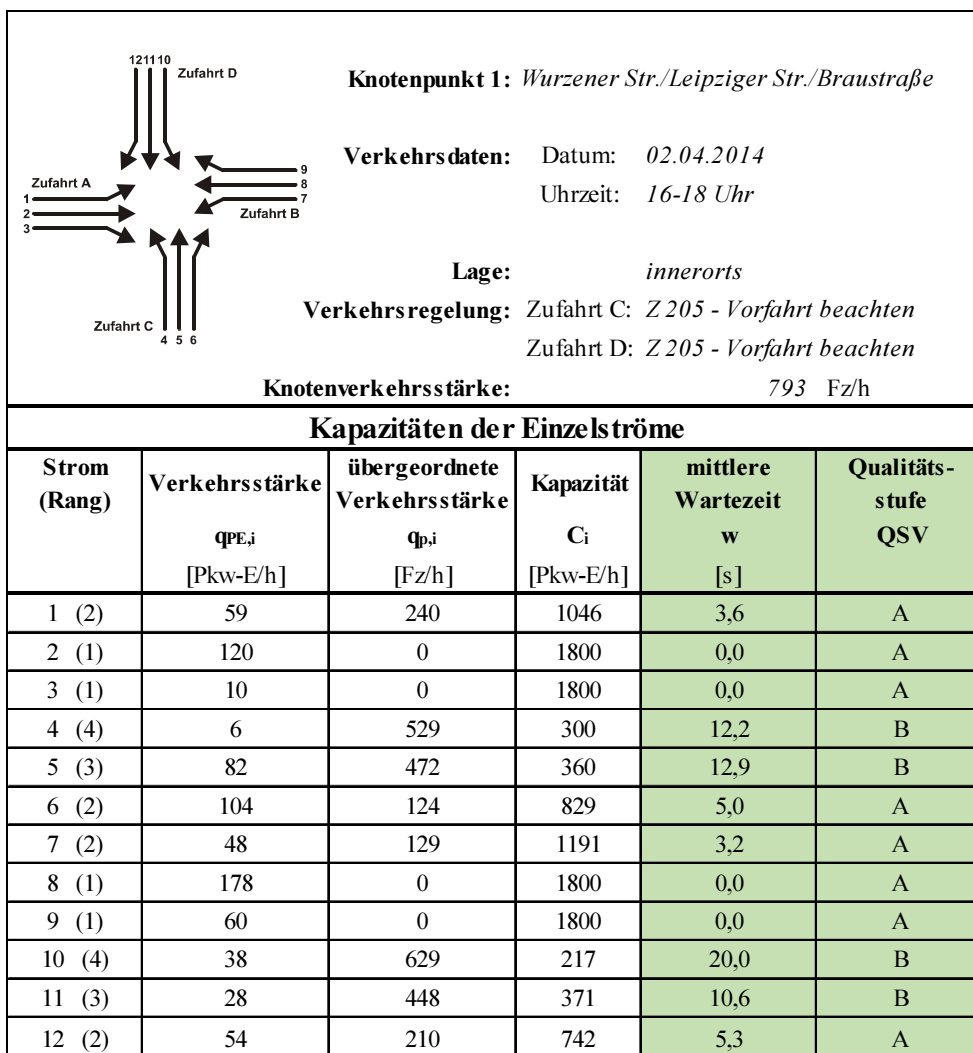 121110
Zufahrt D
Knotenpunkt 1: Wurzener Str./Leipziger Str./Braustraße
Verkehrsdaten: Datum: 02.04.2014
9
8
7
Zufahrt A
1
2
3
Zufahrt B
Uhrzeit: 16-18 Uhr
Lage: innerorts
Verkehrsregelung: Zufahrt C: Z 205 - Vorfahrt beachten
Zufahrt C
4 5 6
Zufahrt D: Z 205 - Vorfahrt beachten
Knotenverkehrsstärke: 793 Fz/h
Kapazitäten der Einzelströme
Strom (Rang) Verkehrsstärke übergeordnete Verkehrsstärke Kapazität mittlere Wartezeit Qualitäts-stufe
qPE,i qp,i Ci w QSV
[Pkw-E/h] [Fz/h] [Pkw-E/h] [s]
1 (2) 59 240 1046 3,6 A
2 (1) 120 0 1800 0,0 A
3 (1) 10 0 1800 0,0 A
4 (4) 6 529 300 12,2 B
5 (3) 82 472 360 12,9 B
6 (2) 104 124 829 5,0 A
7 (2) 48 129 1191 3,2 A
8 (1) 178 0 1800 0,0 A
9 (1) 60 0 1800 0,0 A
10 (4) 38 629 217 20,0 B
11 (3) 28 448 371 10,6 B
12 (2) 54 210 742 5,3 A